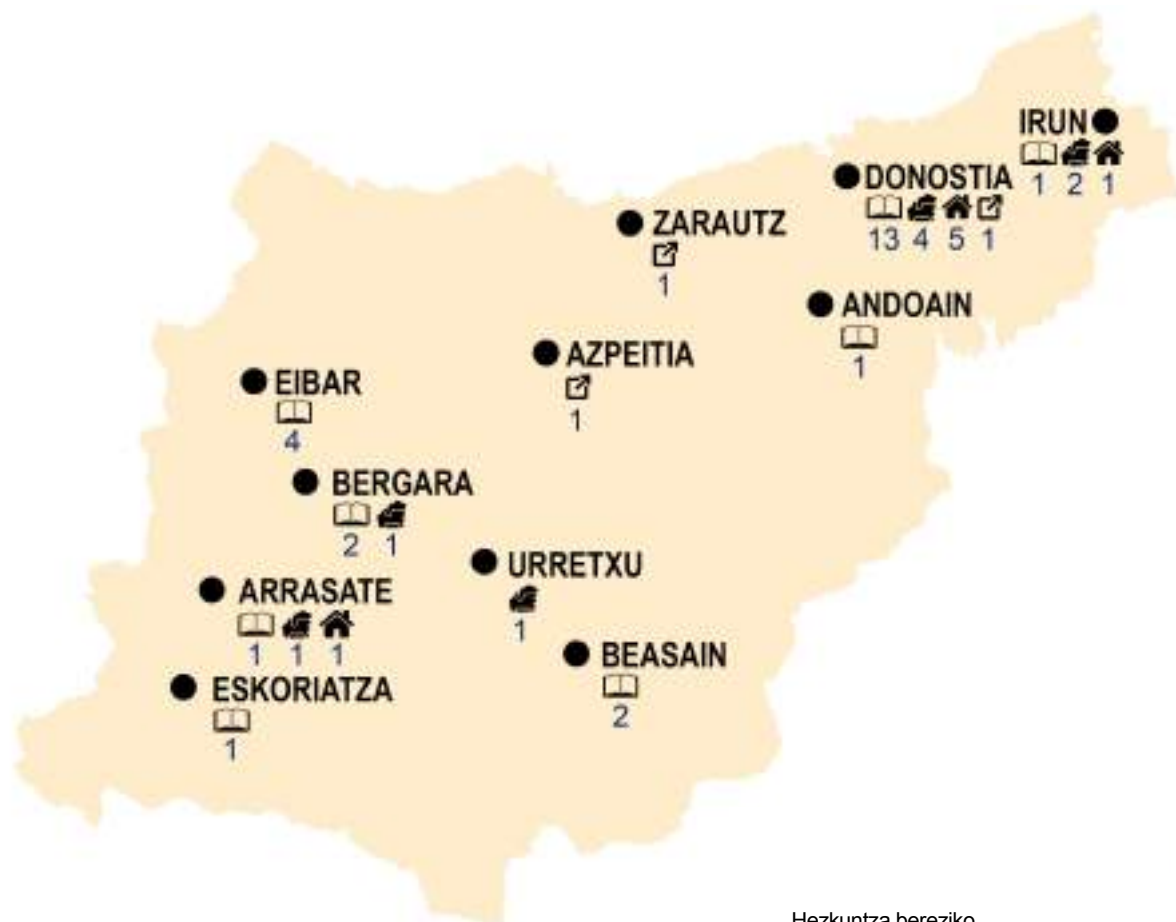 IRUN
1 2 1
DONOSTIA
13 4 5 1
ZARAUTZ
1
ANDOAIN
1
AZPEITIA
1
EIBAR
4
BERGARA
2 1
URRETXU
1
ARRASATE
1 1 1
BEASAIN
2
ESKORIATZA
1
Hezkuntza bereziko